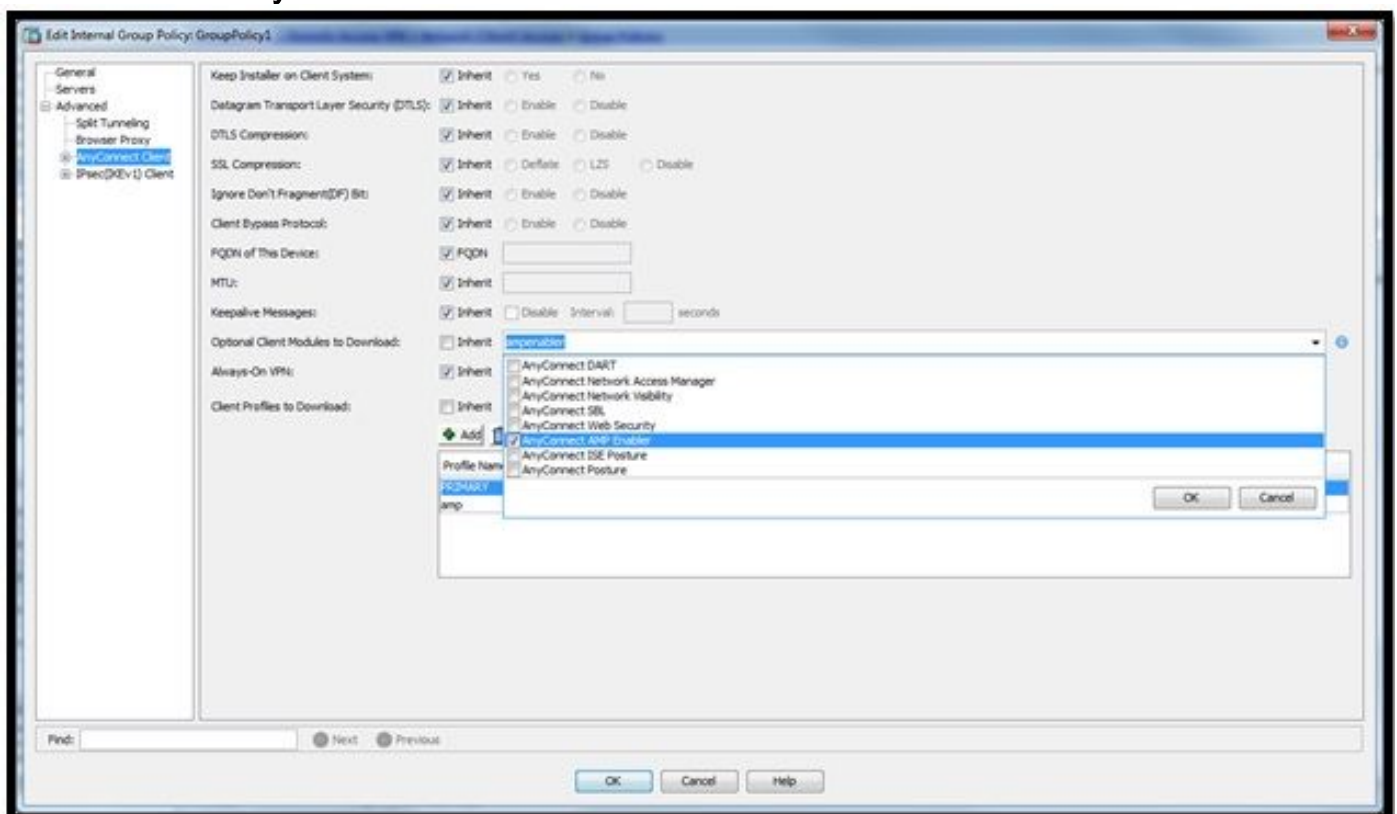 Edit Internal Group Policy: GroupPolicy1
General
Servers
Advanced
Split Tunneling
Browser Proxy
AnyConnect Client
IPsec(IKEv1) Client
Keep Installer on Client System: Inherit Yes No
Datagram Transport Layer Security (DTLS): Inherit Enable Disable
DTLS Compression: Inherit Enable Disable
SSL Compression: Inherit Deflate LZS Disable
Ignore Don't Fragment(DF) Bit: Inherit Enable Disable
Client Bypass Protocol: Inherit Enable Disable
FQDN of This Device: FQDN
MTU: Inherit
Keepalive Messages: Inherit Disable Interval: seconds
Optional Client Modules to Download: Inherit ampenabler
Always-On VPN: Inherit
Client Profiles to Download: Inherit
AnyConnect DART
AnyConnect Network Access Manager
AnyConnect Network Visibility
AnyConnect SBL
AnyConnect Web Security
AnyConnect AMP Enabler
AnyConnect ISE Posture
AnyConnect Posture
OK Cancel
Add
Profile Nam
PRIMARY
amp
Find: Next Previous
OK Cancel Help